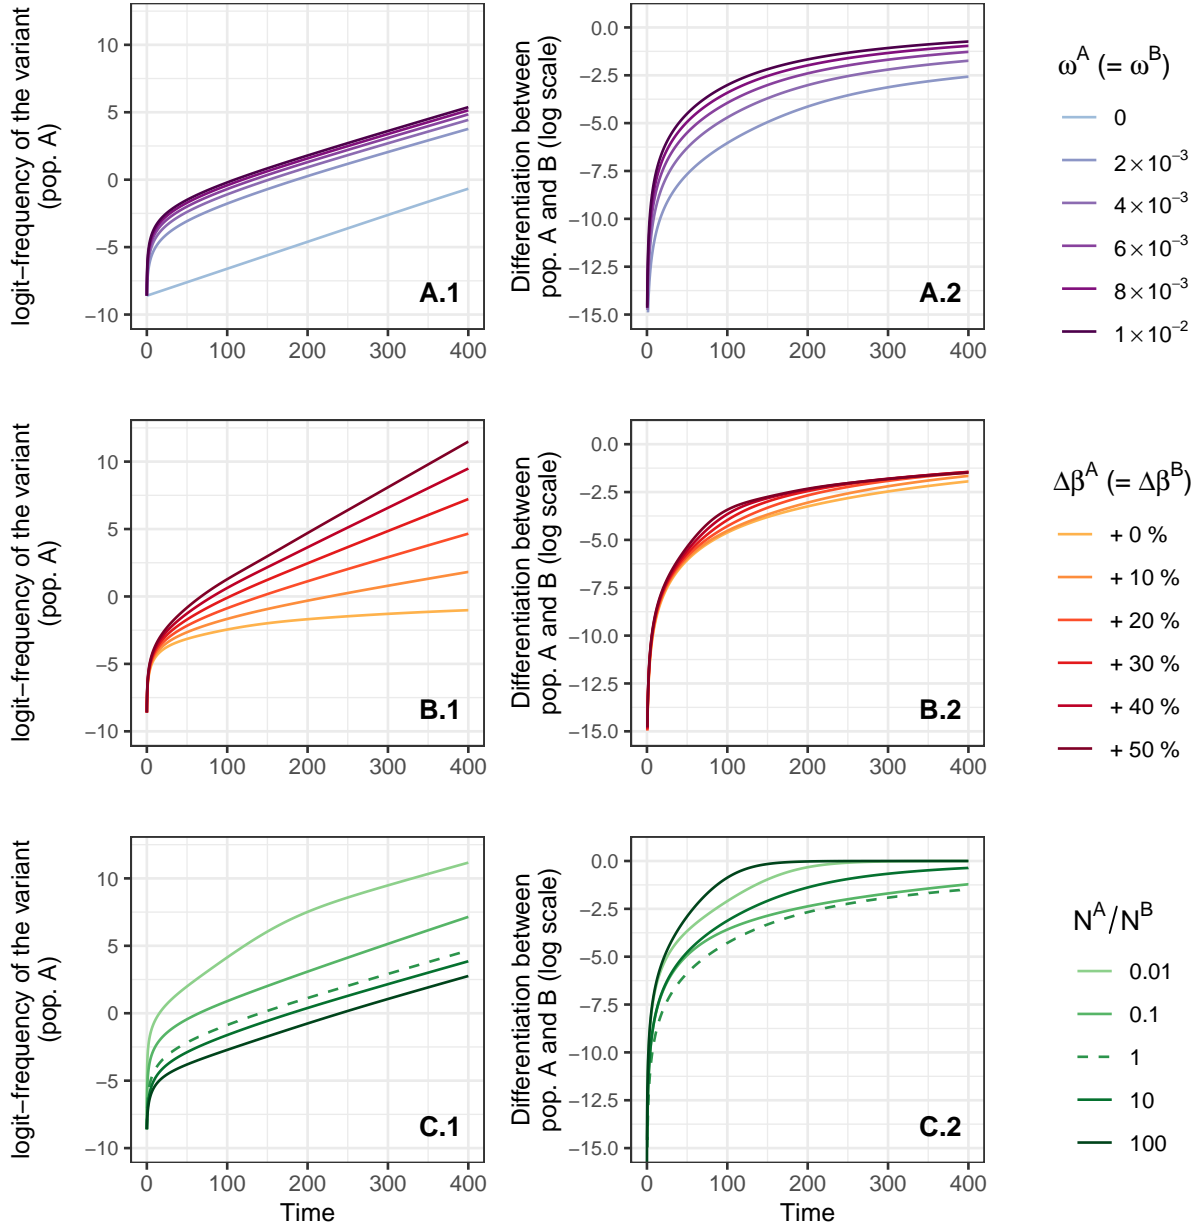 logit−frequency of the variant
(pop. A)
10
5
0
−5
−10
0
100
200
300
400
A.1
Differentiation between
pop. A and B (log scale)
0.0
−2.5
−5.0
−7.5
−10.0
−12.5
−15.0
0
100
200
300
400
A.2
ω^A (= ω^B)
0
2×10^−3
4×10^−3
6×10^−3
8×10^−3
1×10^−2
logit−frequency of the variant
(pop. A)
10
5
0
−5
−10
0
100
200
300
400
B.1
Differentiation between
pop. A and B (log scale)
0.0
−2.5
−5.0
−7.5
−10.0
−12.5
−15.0
0
100
200
300
400
B.2
Δβ^A (= Δβ^B)
+ 0 %
+ 10 %
+ 20 %
+ 30 %
+ 40 %
+ 50 %
logit−frequency of the variant
(pop. A)
10
5
0
−5
−10
0
100
200
300
400
Time
C.1
Differentiation between
pop. A and B (log scale)
0.0
−2.5
−5.0
−7.5
−10.0
−12.5
−15.0
0
100
200
300
400
Time
C.2
N^A/N^B
0.01
0.1
1
10
100